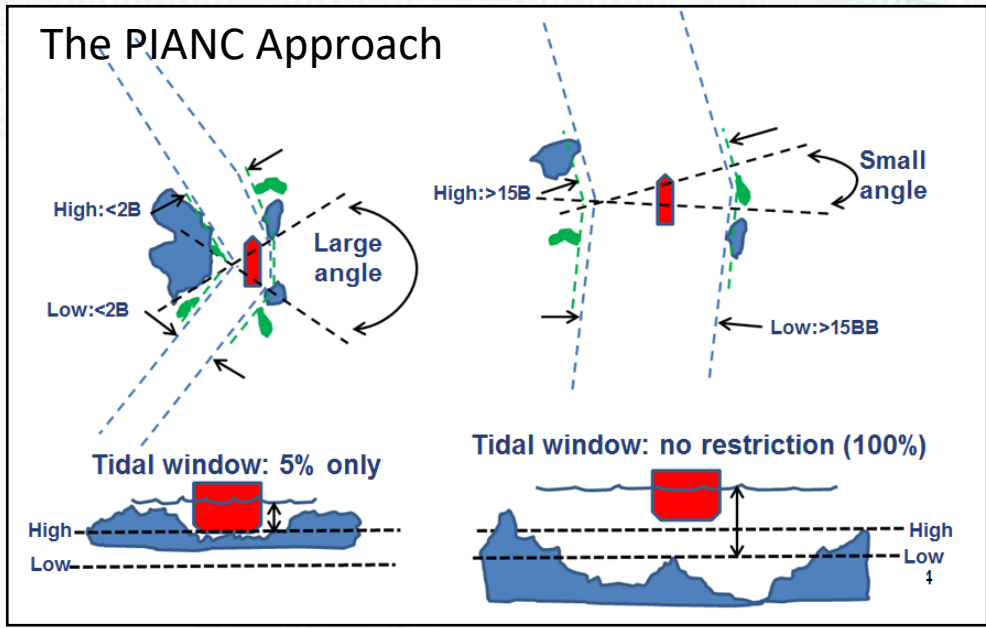 The PIANC Approach
High:<2B
Large
angle
Low:<2B
High:>15B
Small
angle
Low:>15BB
Tidal window: 5% only
High
Low
Tidal window: no restriction (100%)
High
Low